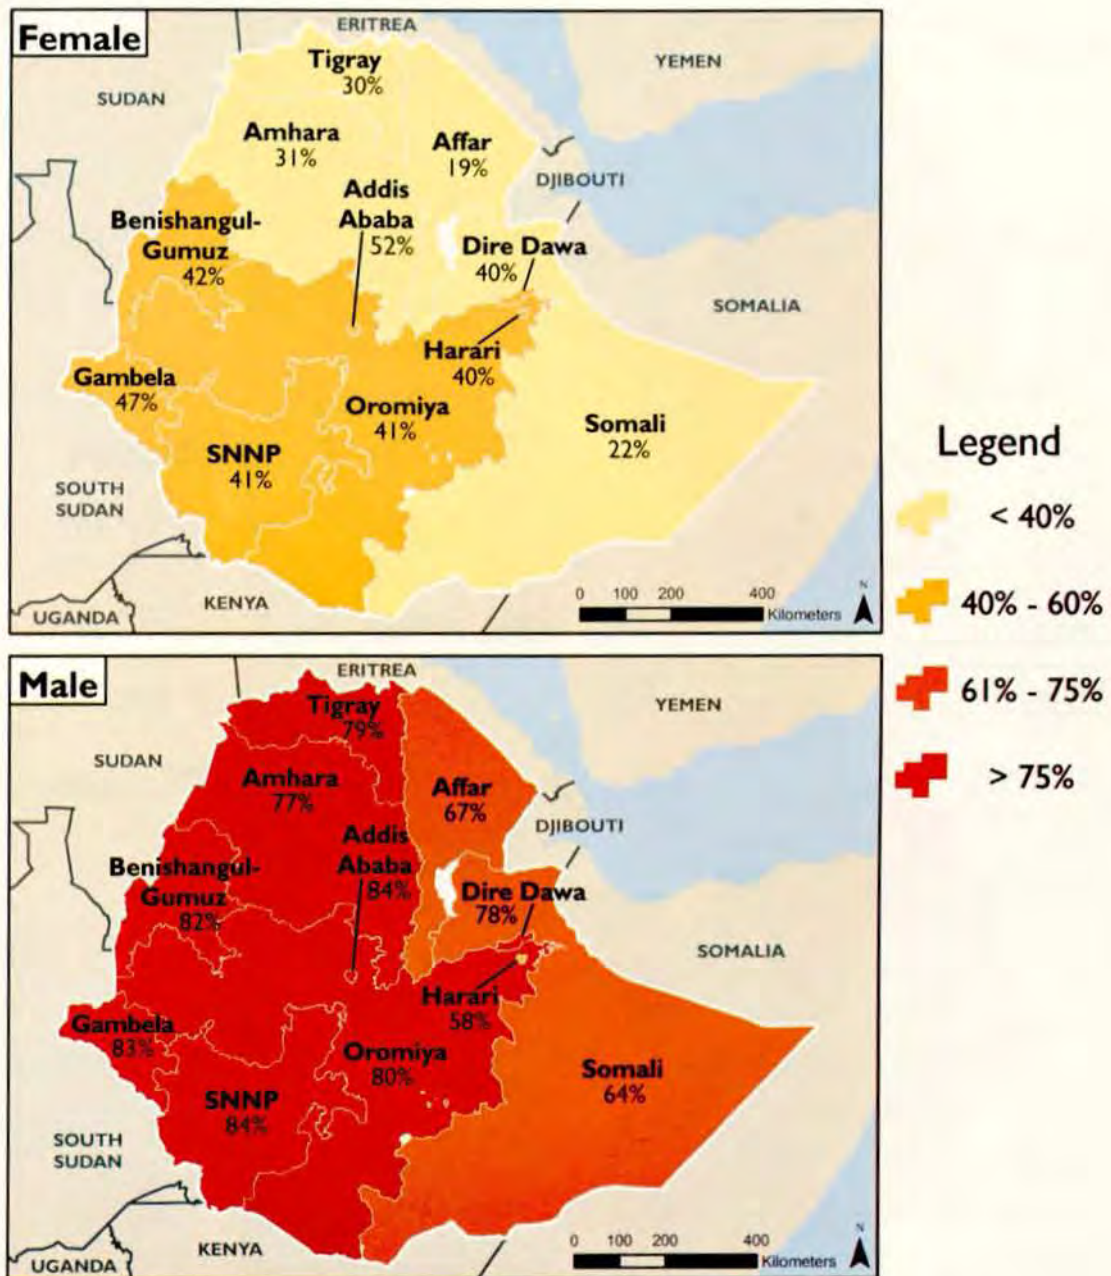 Female
ERITREA
YEMEN
Tigray
30%
SUDAN
Amhara
31%
Affar
19%
DJIBOUTI
Addis
Ababa
52%
Benishangul-
Gumuz
42%
Dire Dawa
40%
SOMALIA
Harari
40%
Gambela
47%
Oromiya
41%
Somali
22%
SNNP
41%
SOUTH
SUDAN
KENYA
UGANDA
0 100 200 400
Kilometers
N
Legend
< 40%
40% - 60%
61% - 75%
> 75%
Male
ERITREA
YEMEN
Tigray
79%
SUDAN
Amhara
77%
Affar
67%
DJIBOUTI
Addis
Ababa
84%
Benishangul-
Gumuz
82%
Dire Dawa
78%
SOMALIA
Harari
58%
Gambela
83%
Oromiya
80%
Somali
64%
SNNP
84%
SOUTH
SUDAN
KENYA
UGANDA
0 100 200 400
Kilometers
N